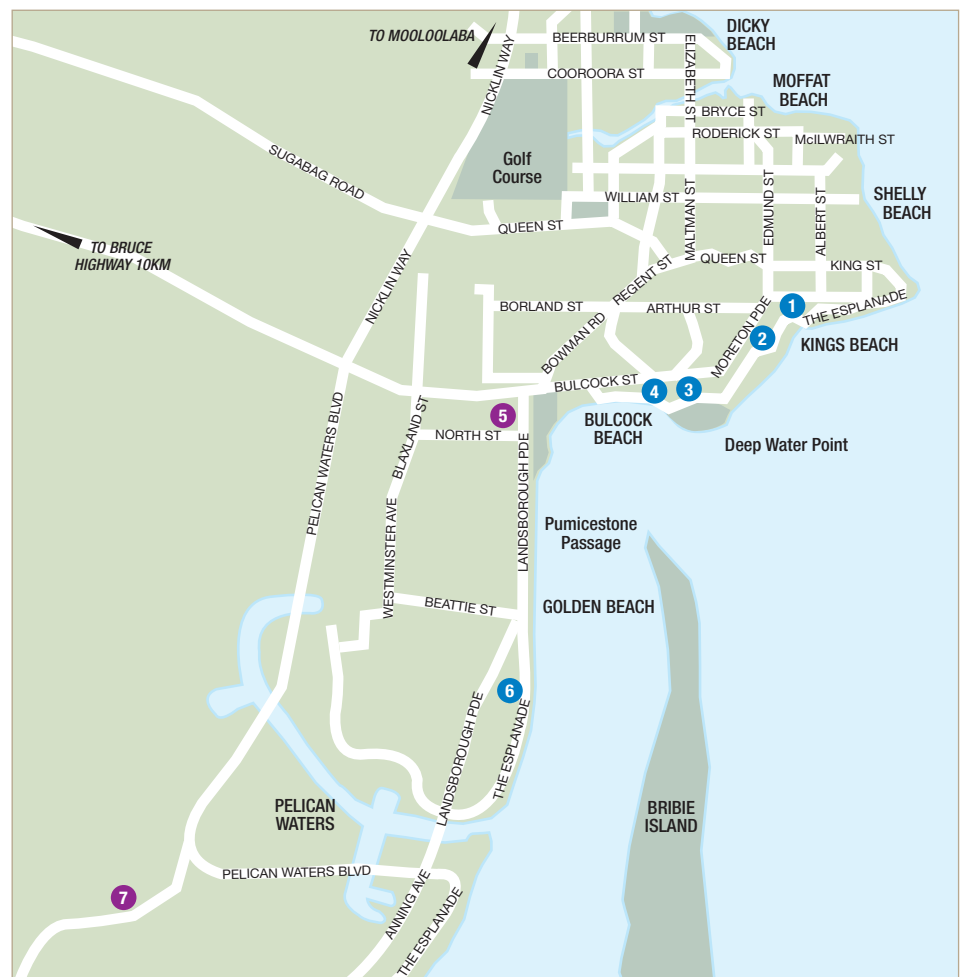 DICKY
BEACH
TO MOOLOOLABA
BEERBURRUM ST
COOROORA ST
ELIZABETH ST
NICKLIN WAY
MOFFAT
BEACH
BRYCE ST
RODERICK ST
McILWRAITH ST
Golf
Course
SUGABAG ROAD
WILLIAM ST
MALTMAN ST
EDMUND ST
ALBERT ST
SHELLY
BEACH
QUEEN ST
TO BRUCE
HIGHWAY 10KM
NICKLIN WAY
REGENT ST
QUEEN ST
KING ST
BORLAND ST
ARTHUR ST
MORETON PDE
1
THE ESPLANADE
2
KINGS BEACH
BOWMAN RD
BULCOCK ST
4
3
BULCOCK
BEACH
Deep Water Point
5
NORTH ST
BLAXLAND ST
PELICAN WATERS BLVD
LANDSBOROUGH PDE
Pumicestone
Passage
WESTMINSTER AVE
BEATTIE ST
GOLDEN BEACH
6
LANDSBOROUGH PDE
THE ESPLANADE
PELICAN
WATERS
BRIBIE
ISLAND
PELICAN WATERS BLVD
7
ANNING AVE
THE ESPLANADE